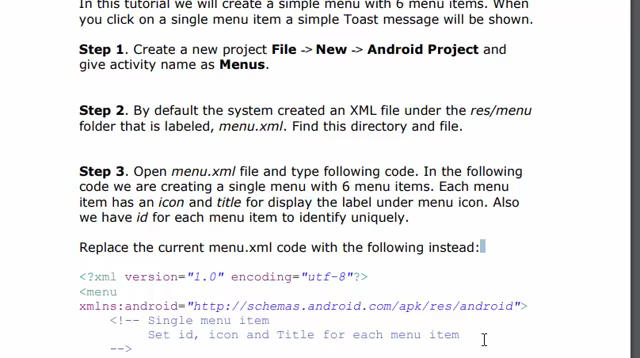 In this tutorial we will create a simple menu with 6 menu items. When
you click on a single menu item a simple Toast message will be shown.
Step 1. Create a new project File -> New -> Android Project and
give activity name as Menus.
Step 2. By default the system created an XML file under the res/menu
folder that is labeled, menu.xml. Find this directory and file.
Step 3. Open menu.xml file and type following code. In the following
code we are creating a single menu with 6 menu items. Each menu
item has an icon and title for display the label under menu icon. Also
we have id for each menu item to identify uniquely.
Replace the current menu.xml code with the following instead:
<?xml version="1.0" encoding="utf-8"?>
<menu
xmlns:android="http://schemas.android.com/apk/res/android">
<!-- Single menu item
Set id, icon and Title for each menu item
-->